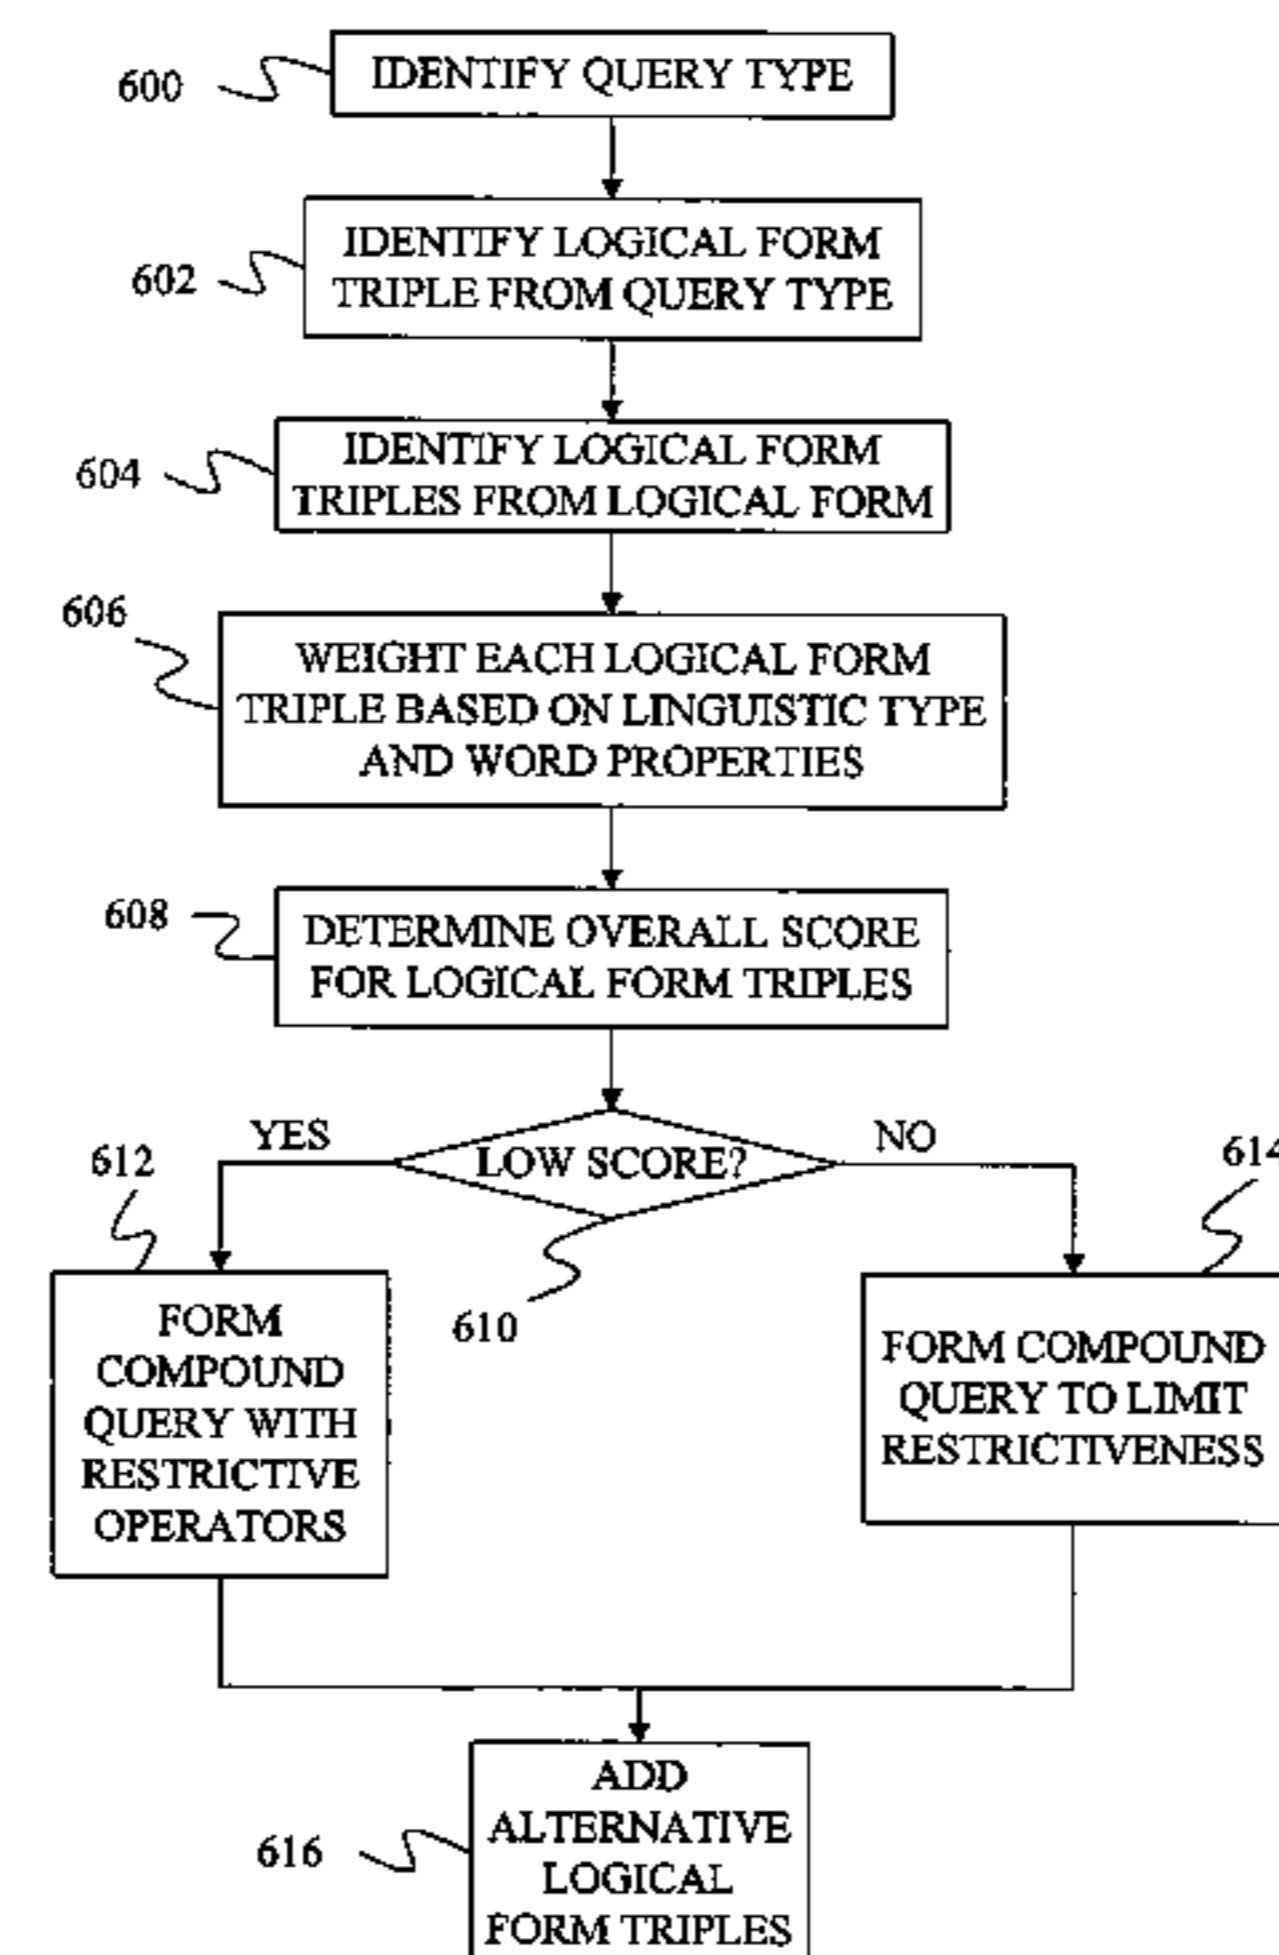 600
IDENTIFY QUERY TYPE
602
IDENTIFY LOGICAL FORM
TRIPLE FROM QUERY TYPE
604
IDENTIFY LOGICAL FORM
TRIPLES FROM LOGICAL FORM
606
WEIGHT EACH LOGICAL FORM
TRIPLE BASED ON LINGUISTIC TYPE
AND WORD PROPERTIES
608
DETERMINE OVERALL SCORE
FOR LOGICAL FORM TRIPLES
YES
LOW SCORE?
NO
612
614
610
FORM
COMPOUND
QUERY WITH
RESTRICTIVE
OPERATORS
FORM COMPOUND
QUERY TO LIMIT
RESTRICTIVENESS
616
ADD
ALTERNATIVE
LOGICAL
FORM TRIPLES